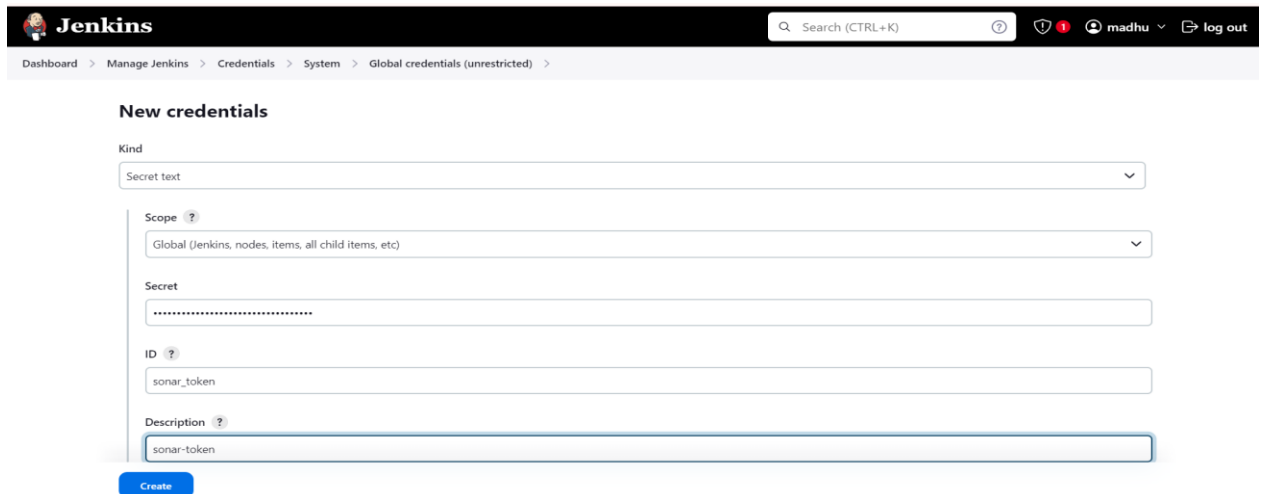 Jenkins
Search (CTRL+K) ? 1 madhu log out
Dashboard > Manage Jenkins > Credentials > System > Global credentials (unrestricted) >
New credentials
Kind
Secret text
Scope ?
Global (Jenkins, nodes, items, all child items, etc)
Secret
ID ?
sonar_token
Description ?
sonar-token
Create